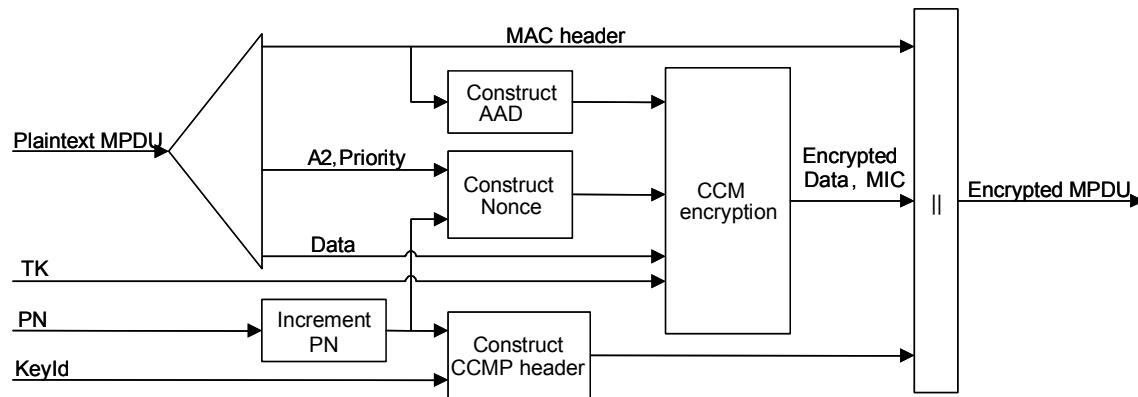 MAC header
Construct
AAD
Plaintext MPDU
A2,Priority
Construct
Nonce
CCM
encryption
Encrypted
Data, MIC
||
Encrypted MPDU
Data
TK
PN
Increment
PN
Construct
CCMP header
KeyId